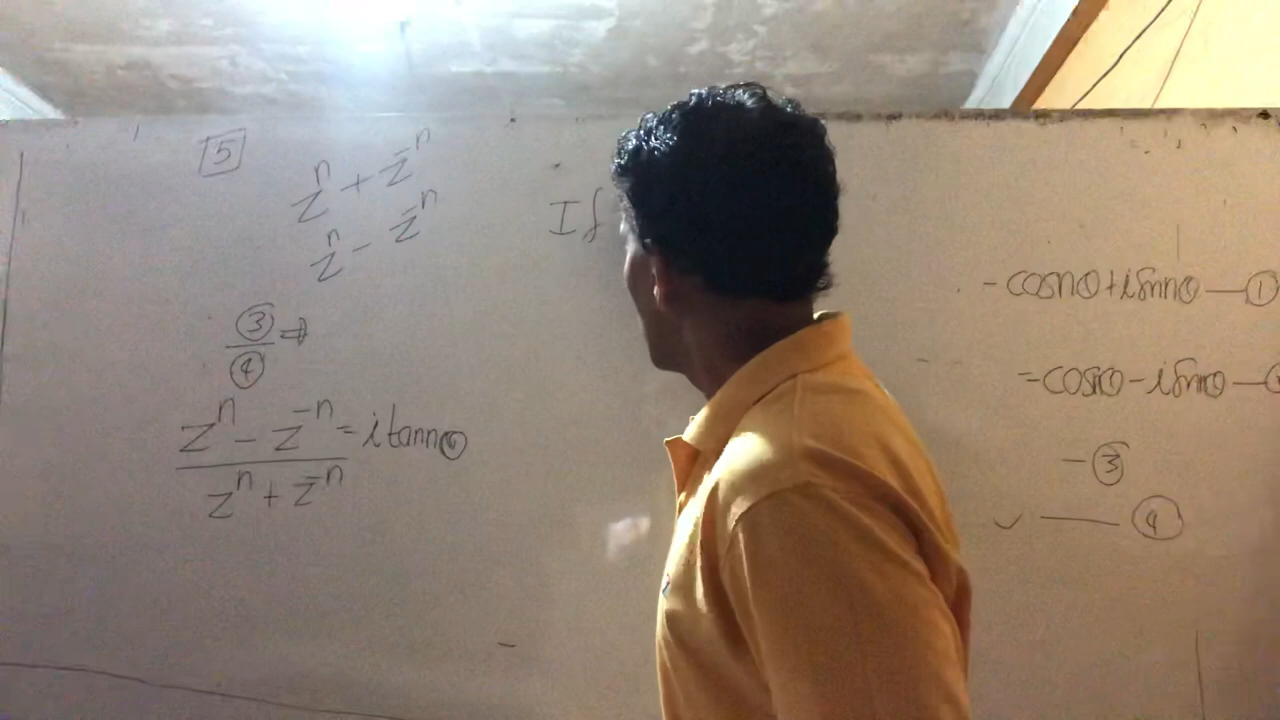 5
z^n + z^-n
z^n - z^-n
③/④ ⇒
(z^n - z^-n)/(z^n + z^-n) = i tan nθ
If
- cos nθ + i sin nθ — ①
= cos nθ - i sin nθ —
- ③
— ④